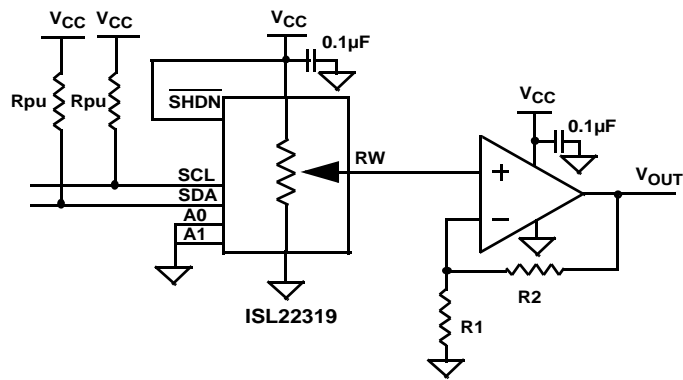 VCC VCC
VCC
0.1µF
Rpu Rpu
SHDN
VCC
0.1µF
RW
SCL
SDA
A0
A1
+
−
VOUT
R2
R1
ISL22319